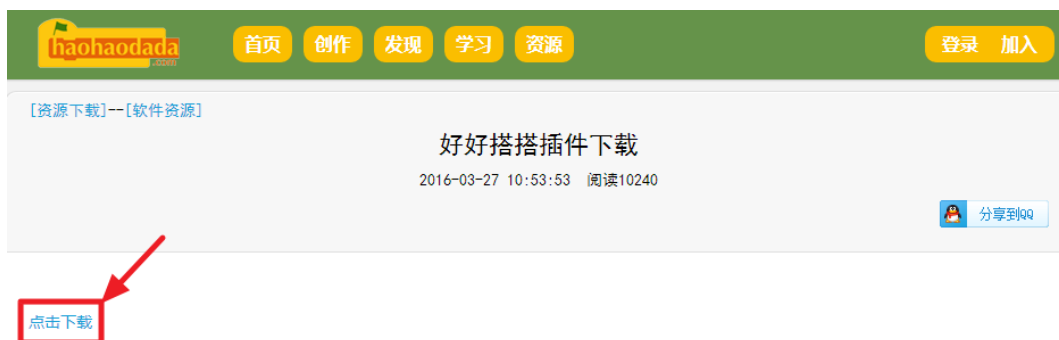 haohaodada
.com
首页 创作 发现 学习 资源 登录 加入
[资源下载]--[软件资源]
好好搭搭插件下载
2016-03-27 10:53:53 阅读10240
分享到QQ
点击下载